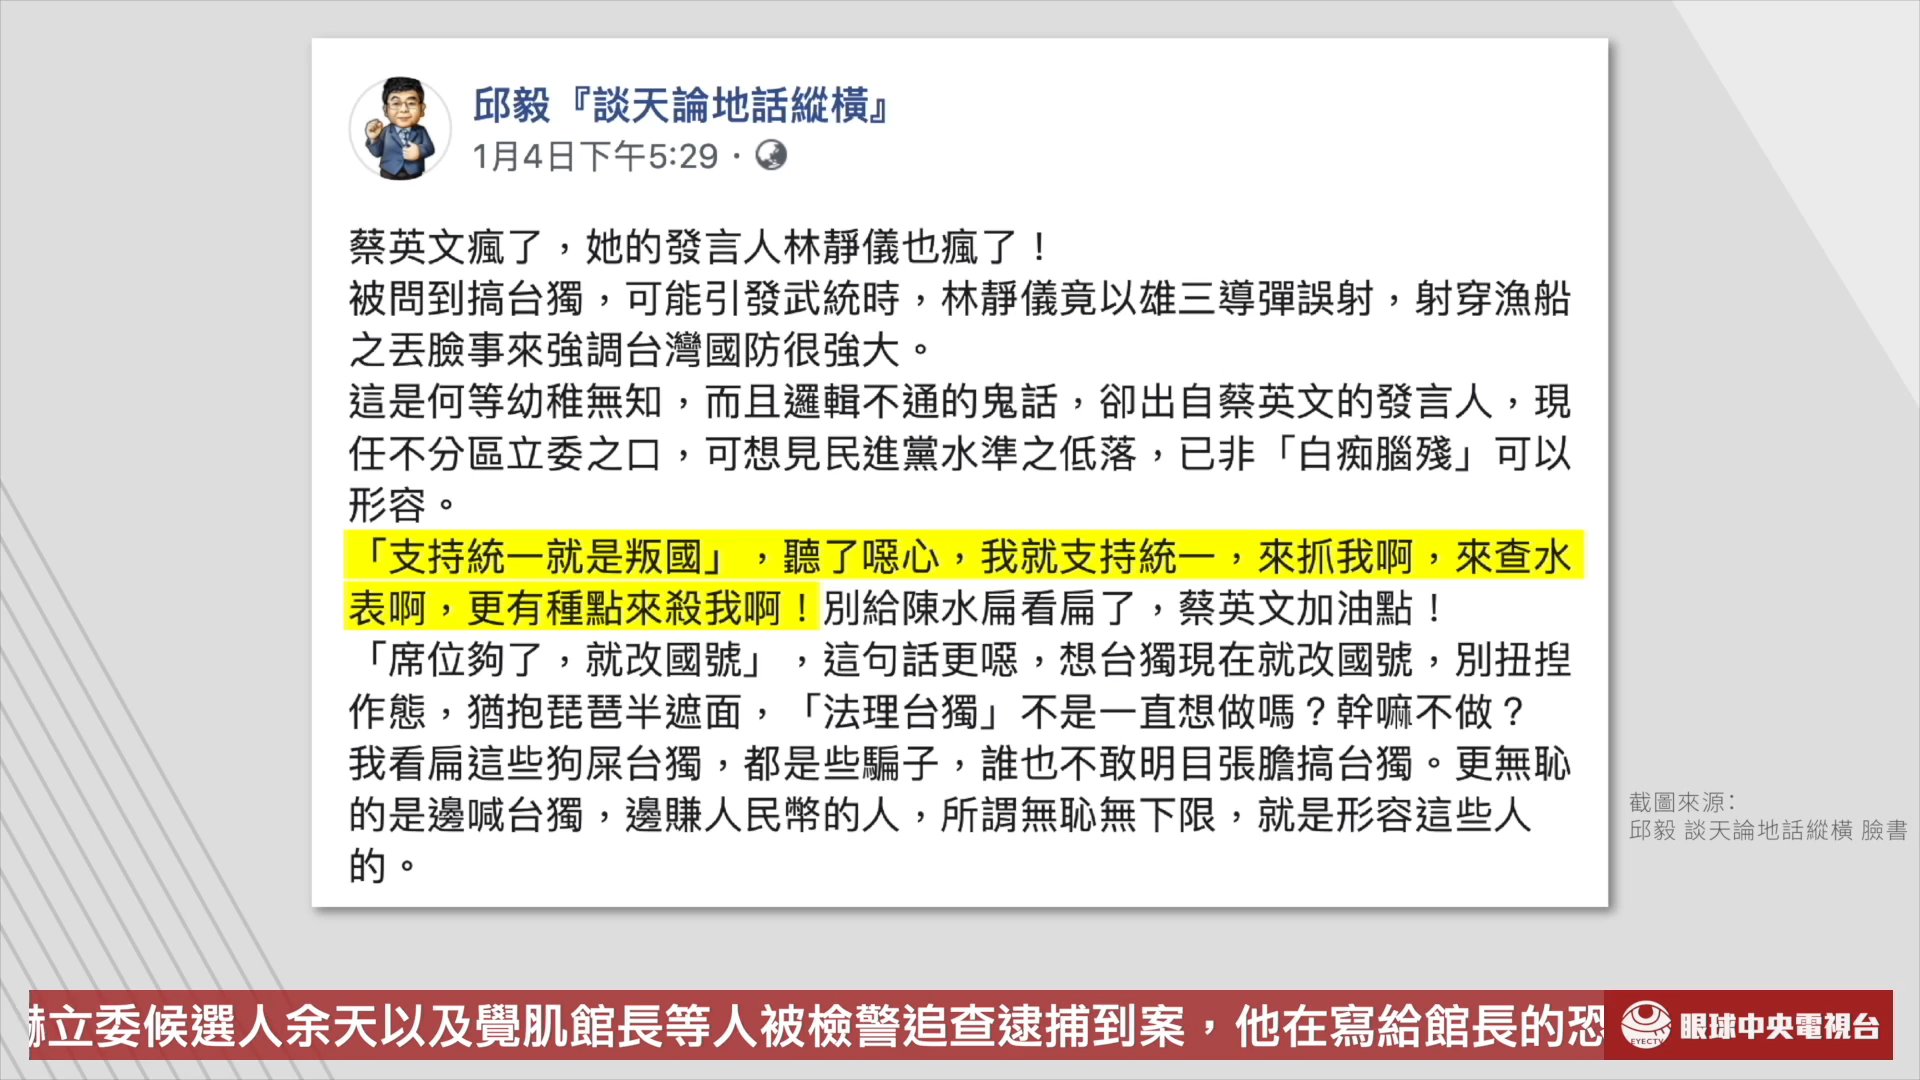 邱毅『談天論地話縱橫』
1月4日下午5:29 ·
蔡英文瘋了，她的發言人林靜儀也瘋了！
被問到搞台獨，可能引發武統時，林靜儀竟以雄三導彈誤射，射穿漁船
之丟臉事來強調台灣國防很強大。
這是何等幼稚無知，而且邏輯不通的鬼話，卻出自蔡英文的發言人，現
任不分區立委之口，可想見民進黨水準之低落，已非「白痴腦殘」可以
形容。
「支持統一就是叛國」，聽了噁心，我就支持統一，來抓我啊，來查水
表啊，更有種點來殺我啊！別給陳水扁看扁了，蔡英文加油點！
「席位夠了，就改國號」，這句話更噁，想台獨現在就改國號，別扭捏
作態，猶抱琵琶半遮面，「法理台獨」不是一直想做嗎？幹嘛不做？
我看扁這些狗屎台獨，都是些騙子，誰也不敢明目張膽搞台獨。更無恥
的是邊喊台獨，邊賺人民幣的人，所謂無恥無下限，就是形容這些人
的。
截圖來源：
邱毅 談天論地話縱橫 臉書
立委候選人余天以及覺肌館長等人被檢警追查逮捕到案，他在寫給館長的恐
EYECTV
眼球中央電視台